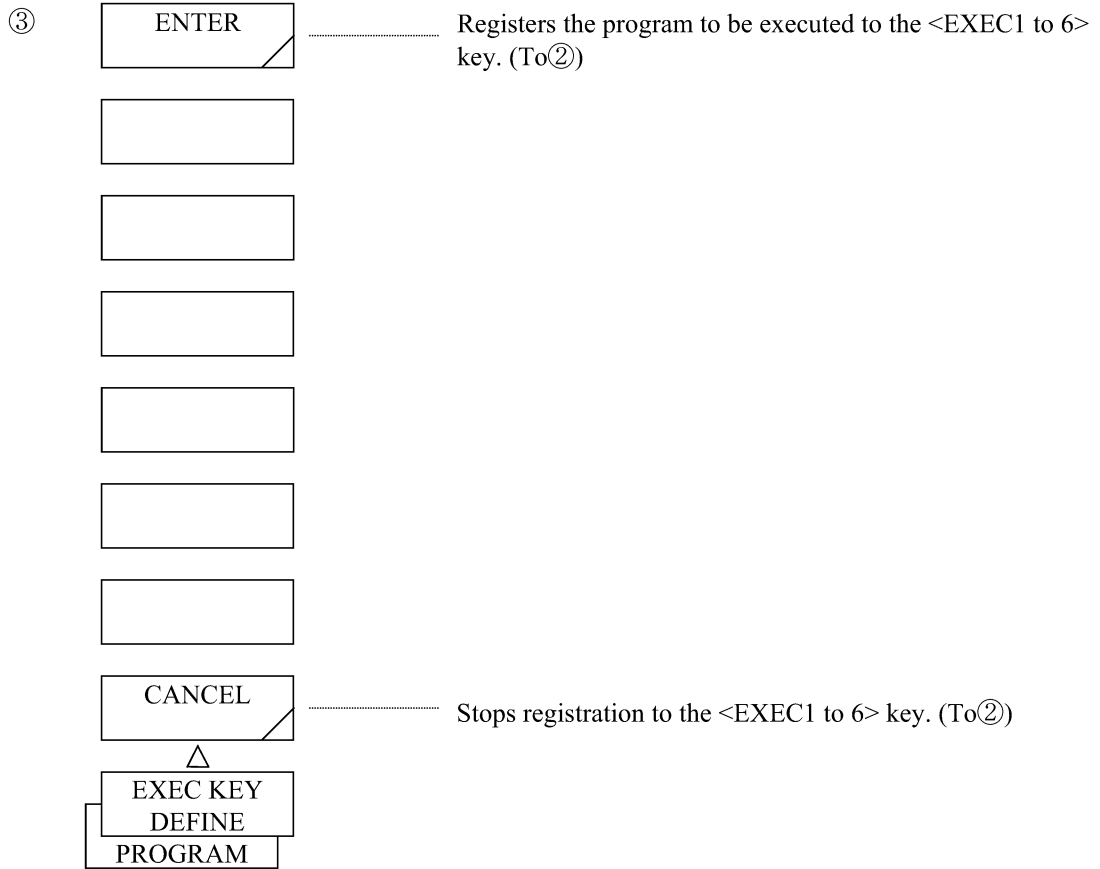 ③
ENTER
Registers the program to be executed to the <EXEC1 to 6>
key. (To②)
CANCEL
Stops registration to the <EXEC1 to 6> key. (To②)
EXEC KEY
DEFINE
PROGRAM